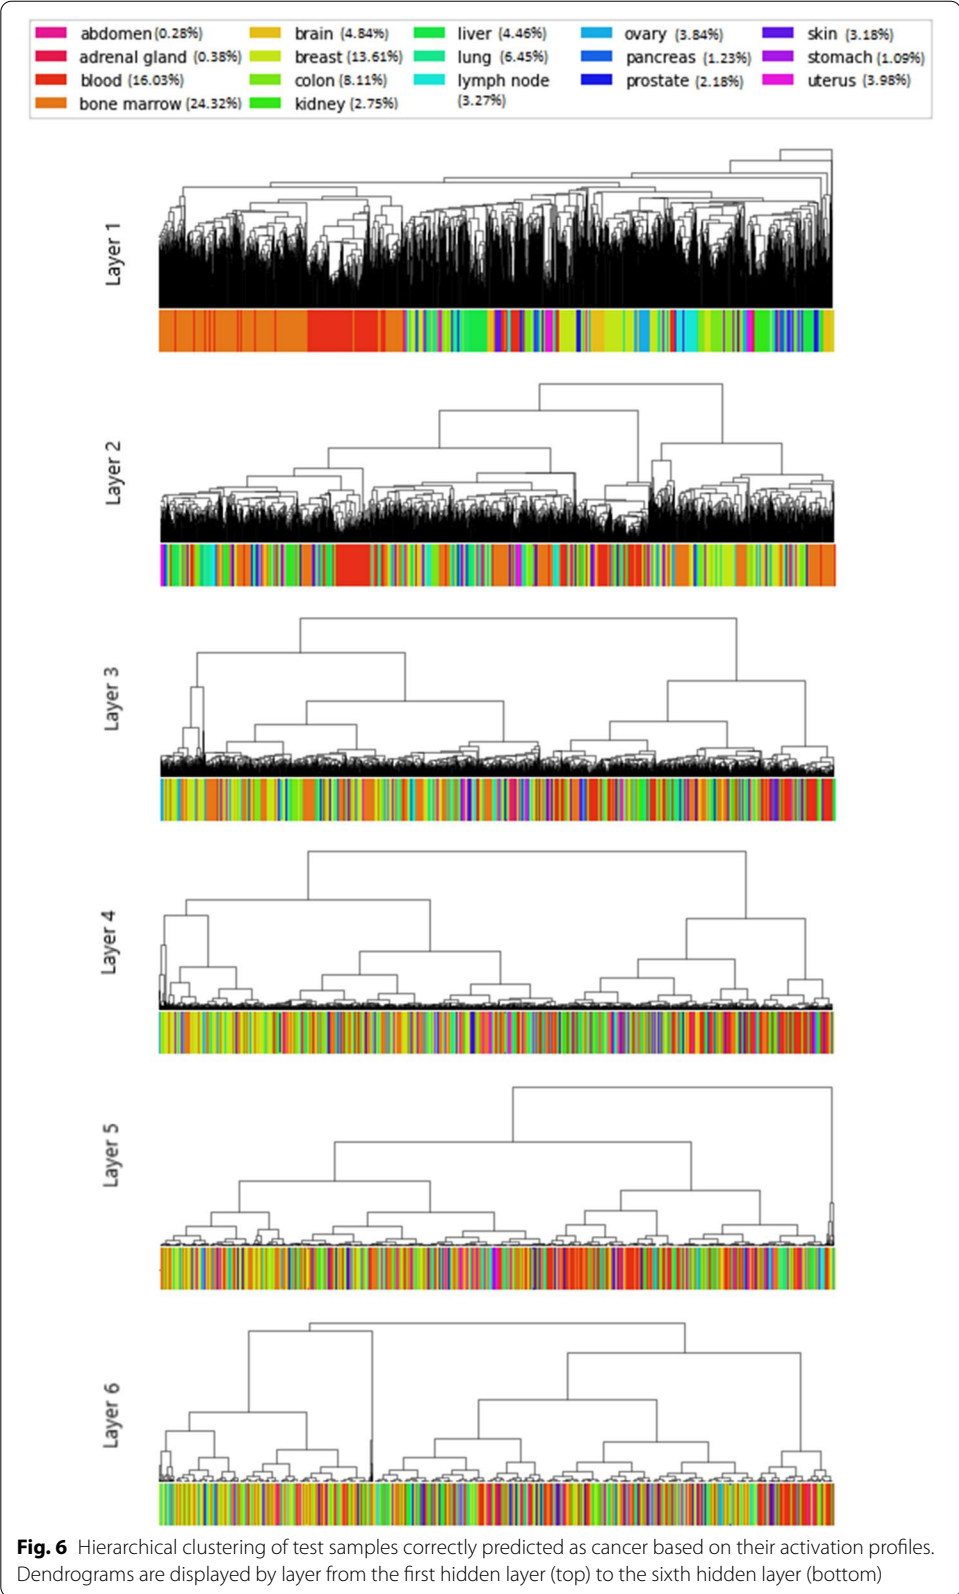 abdomen (0.28%) brain (4.84%) liver (4.46%) ovary (3.84%) skin (3.18%)
adrenal gland (0.38%) breast (13.61%) lung (6.45%) pancreas (1.23%) stomach (1.09%)
blood (16.03%) colon (8.11%) lymph node prostate (2.18%) uterus (3.98%)
bone marrow (24.32%) kidney (2.75%) (3.27%)
Layer 1
Layer 2
Layer 3
Layer 4
Layer 5
Layer 6
Fig. 6 Hierarchical clustering of test samples correctly predicted as cancer based on their activation profiles.
Dendrograms are displayed by layer from the first hidden layer (top) to the sixth hidden layer (bottom)